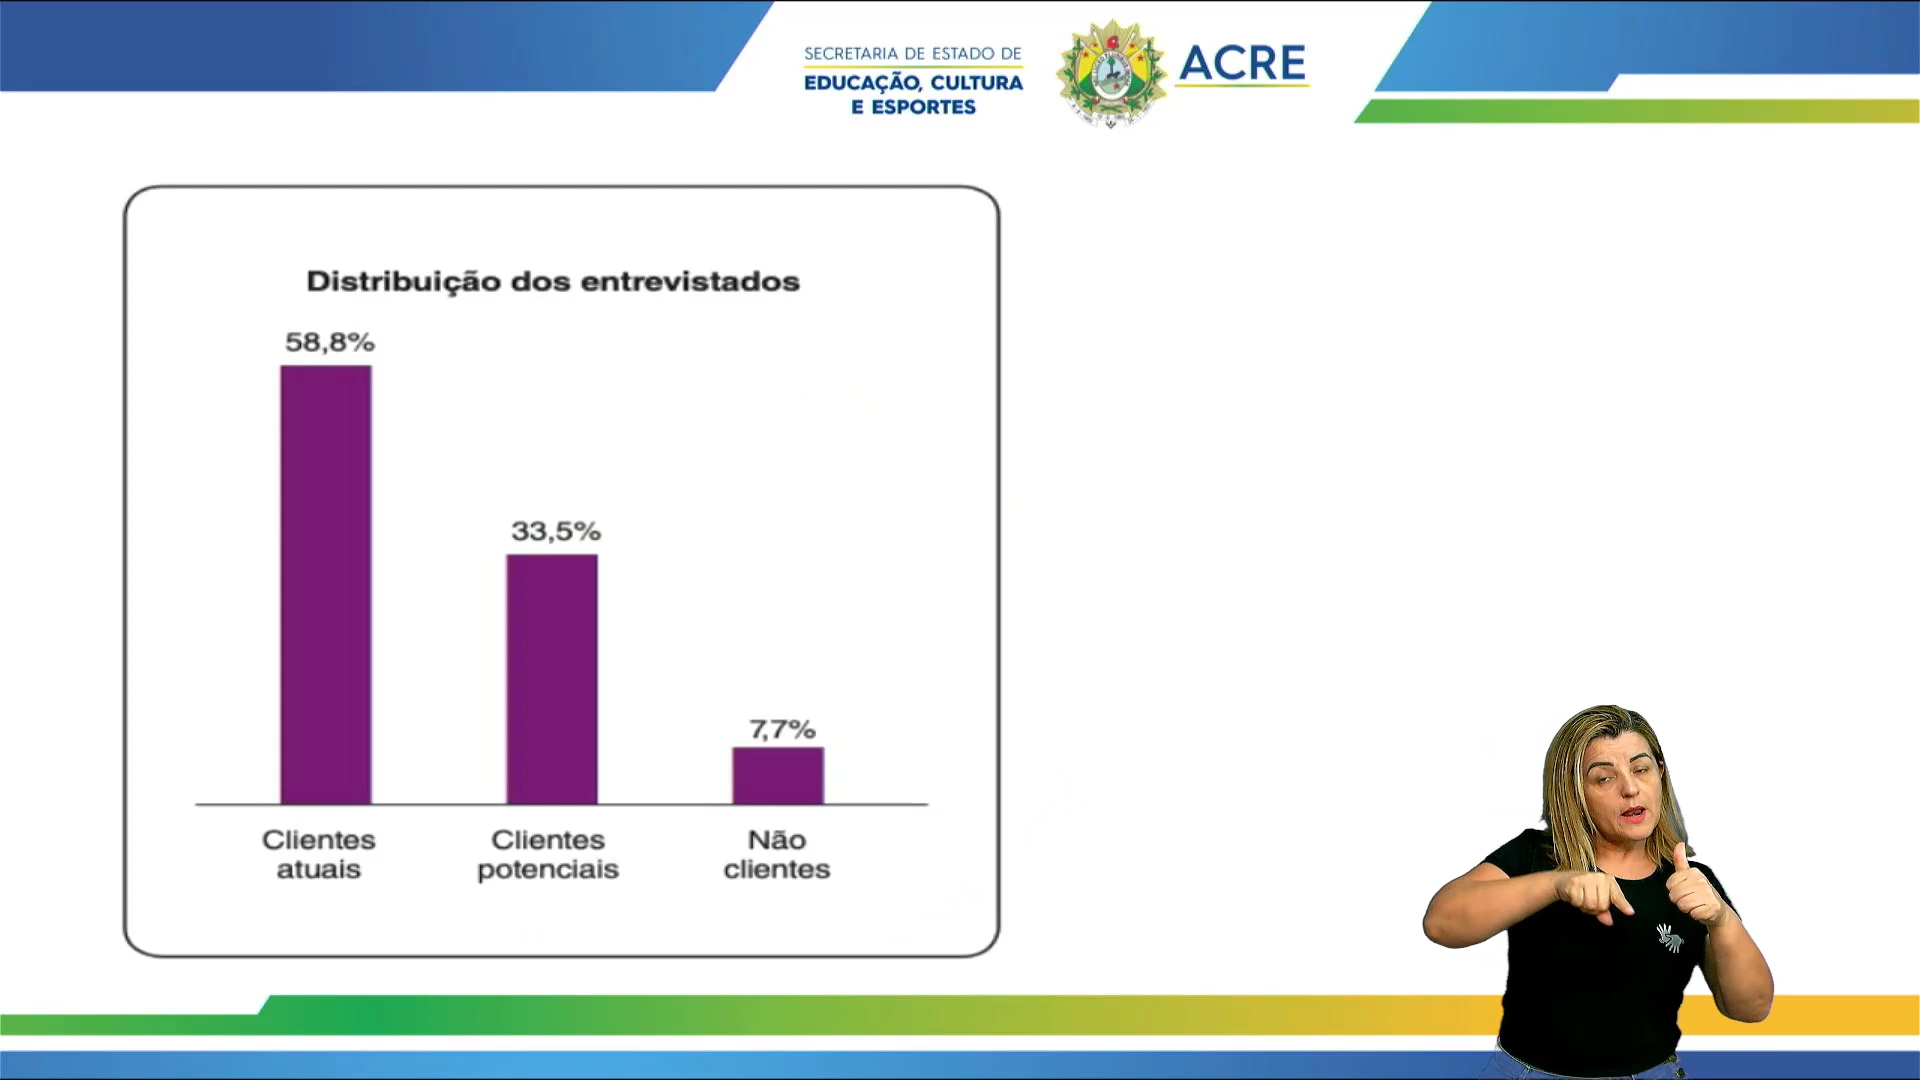 SECRETARIA DE ESTADO DE
EDUCAÇÃO, CULTURA
E ESPORTES
ACRE
Distribuição dos entrevistados
58,8%
33,5%
7,7%
Clientes
atuais
Clientes
potenciais
Não
clientes